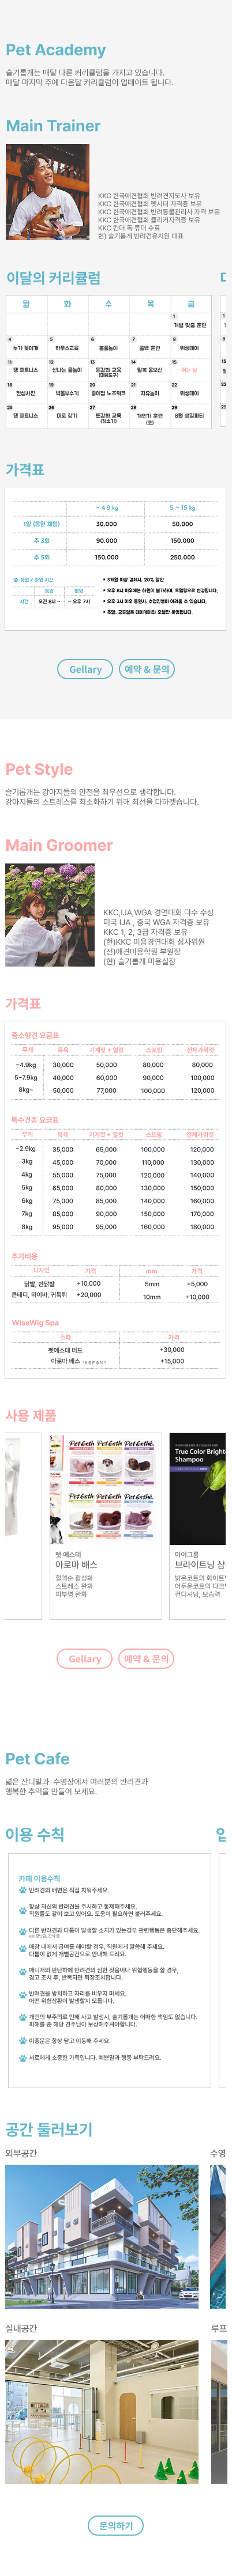 Pet Academy
슬기롭개는 매달 다른 커리큘럼을 가지고 있습니다.
매달 마지막 주에 다음달 커리큘럼이 업데이트 됩니다.
Main Trainer
KKC 한국애견협회 반려견지도사 보유
KKC 한국애견협회 펫시터 자격증 보유
KKC 한국애견협회 반려동물관리사 자격 보유
KKC 한국애견협회 클리커자격증 보유
KKC 킨더 독 튜터 수료
현) 슬기롭개 반려견유치원 대표
이달의 커리큘럼
월 화 수 목 금
1
개별 맞춤 훈련
4 5 6 7 8
누가 꽃이개 하우스교육 볼풀놀이 콜백 훈련 위생데이
11 12 13 14 15
댕 피트니스 신나는 줄놀이 둔감화 교육 말복 몸보신 쉬는 날
(미용도구)
18 19 20 21 22
컨셉사진 빅뽈부수기 종이컵 노즈워크 자유놀이 위생데이
25 26 27 28 29
댕 피트니스 미로 찾기 둔감화 교육 개인기 훈련 8월 생일파티
(청소기) (코)
가격표
~ 4.9 kg 5 ~ 15 kg
1일 (등원 체험) 30.000 50.000
주 3회 90.000 150.000
주 5회 150.000 250.000
등원 / 하원 시간
등원 하원
시간 오전 8시 ~ ~ 오후 7시
3개월 이상 결제시, 20% 할인
오후 8시 이후에는 하원이 불가하여, 호텔링으로 변경됩니다.
오후 3시 이후 등원시, 수업진행이 어려울 수 있습니다.
주말, 공휴일은 데이케어와 호텔만 운영됩니다.
Gellary 예약 & 문의
Pet Style
슬기롭개는 강아지들의 안전을 최우선으로 생각합니다.
강아지들의 스트레스를 최소화하기 위해 최선을 다하겟습니다.
Main Groomer
KKC,IJA,WGA 경연대회 다수 수상
미국 IJA , 중국 WGA 자격증 보유
KKC 1, 2, 3급 자격증 보유
(현)KKC 미용경연대회 심사위원
(전)애견미용학원 부원장
(현) 슬기롭개 미용실장
가격표
중소형견 요금표
무게 목욕 기계컷 + 얼컷 스포팅 전체가위컷
~4.9kg 30,000 50,000 80,000 80,000
5~7.9kg 40,000 60,000 90,000 100,000
8kg~ 50,000 77,000 100,000 120,000
특수견종 요금표
무게 목욕 기계컷 + 얼컷 스포팅 전체가위컷
~2.9kg 35,000 65,000 100,000 120,000
3kg 45,000 70,000 110,000 130,000
4kg 55,000 75,000 120,000 140,000
5kg 65,000 80,000 130,000 150,000
6kg 75,000 85,000 140,000 160,000
7kg 85,000 90,000 150,000 170,000
8kg 95,000 95,000 160,000 180,000
추가비용
디자인 가격 mm 가격
닭발, 반닭발 +10,000 5mm +5,000
큰테디, 하이바, 귀툭튀 +20,000 10mm +10,000
WiseWig Spa
스파 가격
펫에스테 머드 +30,000
아로마 배스 +15,000
사용 제품
Pet Esthé
True Color Bright
Shampoo
펫 에스테
아로마 배스
혈액순 활성화
스트레스 완화
피부병 완화
아이그룸
브라이트닝 샴
밝은코트의 화이트
어두운코트의 다크
컨디셔닝, 보습력
Gellary 예약 & 문의
Pet Cafe
넓은 잔디밭과 수영장에서 여러분의 반려견과
행복한 추억을 만들어 보세요.
이용 수칙
카페 이용수칙
반려견의 배변은 직접 치워주세요.
항상 자신의 반려견을 주시하고 통제해주세요.
직원들도 같이 보고 있어요. 도움이 필요하면 불러주세요.
다른 반려견과 다툼이 발생할 소지가 있는경우 관련행동은 중단해주세요.
매장 내에서 급여를 해야할 경우, 직원에게 말씀해 주세요.
다툼이 없게 개별공간으로 안내해 드려요.
매니저의 판단하에 반려견의 심한 짖음이나 위협행동을 할 경우,
경고 조치 후, 반복되면 퇴장조치합니다.
반려견을 방치하고 자리를 비우지 마세요.
어떤 위험상황이 발생할지 모릅니다.
개인의 부주의로 인해 사고 발생시, 슬기롭개는 어떠한 책임도 없습니다.
피해를 준 해당 견주님이 보상해주셔야합니다.
이중문은 항상 닫고 이용해 주세요.
서로에게 소중한 가족입니다. 예쁜말과 행동 부탁드려요.
공간 둘러보기
외부공간 수영
실내공간 루프
문의하기